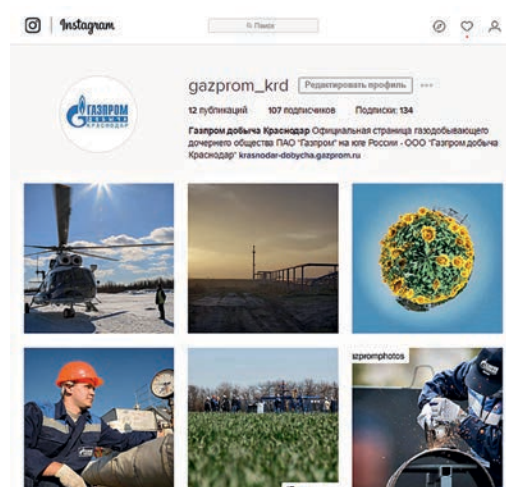 Instagram
Поиск
gazprom_krd Редактировать профиль
12 публикаций 107 подписчиков Подписки: 134
ГАЗПРОМ
ДОБЫЧА
КРАСНОДАР
Газпром добыча Краснодар Официальная страница газодобывающего
дочернего общества ПАО "Газпром" на юге России - ООО "Газпром добыча
Краснодар" krasnodar-dobycha.gazprom.ru
zpromphotos